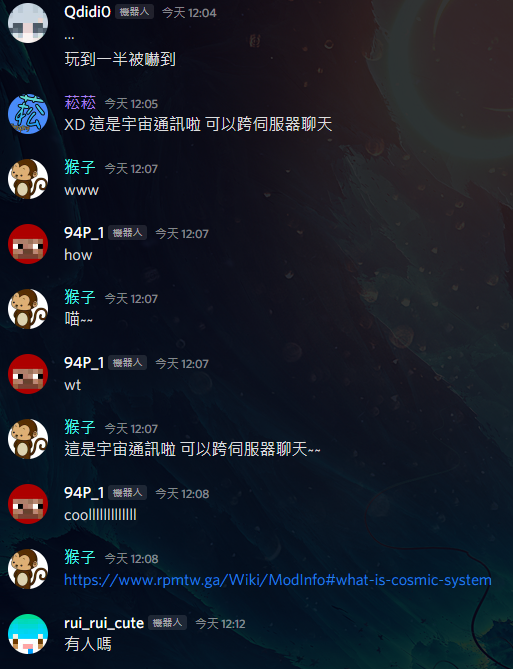 Qdidi0 機器人 今天 12:04
...
玩到一半被嚇到
菘菘 今天 12:05
XD 這是宇宙通訊啦 可以跨伺服器聊天
猴子 今天 12:07
www
94P_1 機器人 今天 12:07
how
猴子 今天 12:07
喵~~
94P_1 機器人 今天 12:07
wt
猴子 今天 12:07
這是宇宙通訊啦 可以跨伺服器聊天~~
94P_1 機器人 今天 12:08
coolllllllllllll
猴子 今天 12:08
https://www.rpmtw.ga/Wiki/ModInfo#what-is-cosmic-system
rui_rui_cute 機器人 今天 12:12
有人嗎